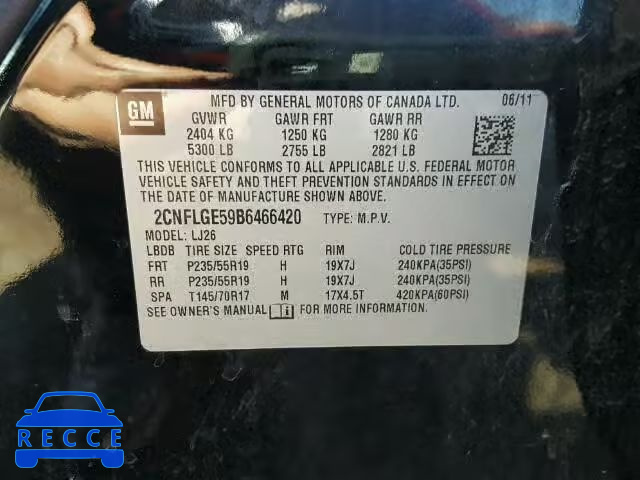 GM
MFD BY GENERAL MOTORS OF CANADA LTD. 06/11
GVWR GAWR FRT GAWR RR
2404 KG 1250 KG 1280 KG
5300 LB 2755 LB 2821 LB
THIS VEHICLE CONFORMS TO ALL APPLICABLE U.S. FEDERAL MOTOR
VEHICLE SAFETY AND THEFT PREVENTION STANDARDS IN EFFECT ON
THE DATE OF MANUFACTURE SHOWN ABOVE.
2CNFLGE59B6466420 TYPE: M.P.V.
MODEL: LJ26
LBDB TIRE SIZE SPEED RTG RIM COLD TIRE PRESSURE
FRT P235/55R19 H 19X7J 240KPA(35PSI)
RR P235/55R19 H 19X7J 240KPA(35PSI)
SPA T145/70R17 M 17X4.5T 420KPA(60PSI)
SEE OWNER'S MANUAL FOR MORE INFORMATION.
RECCE